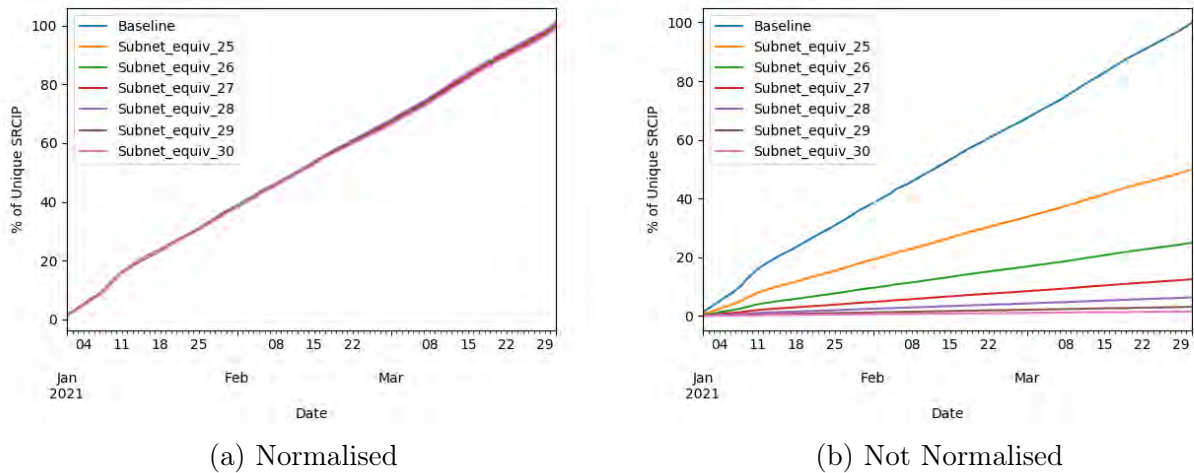 100
80
60
40
20
0
% of Unique SRCIP
Baseline
Subnet_equiv_25
Subnet_equiv_26
Subnet_equiv_27
Subnet_equiv_28
Subnet_equiv_29
Subnet_equiv_30
04 11 18 25 08 15 22 08 15 22 29
Jan Feb Mar
2021
Date
(a) Normalised
100
80
60
40
20
0
% of Unique SRCIP
Baseline
Subnet_equiv_25
Subnet_equiv_26
Subnet_equiv_27
Subnet_equiv_28
Subnet_equiv_29
Subnet_equiv_30
04 11 18 25 08 15 22 08 15 22 29
Jan Feb Mar
2021
Date
(b) Not Normalised